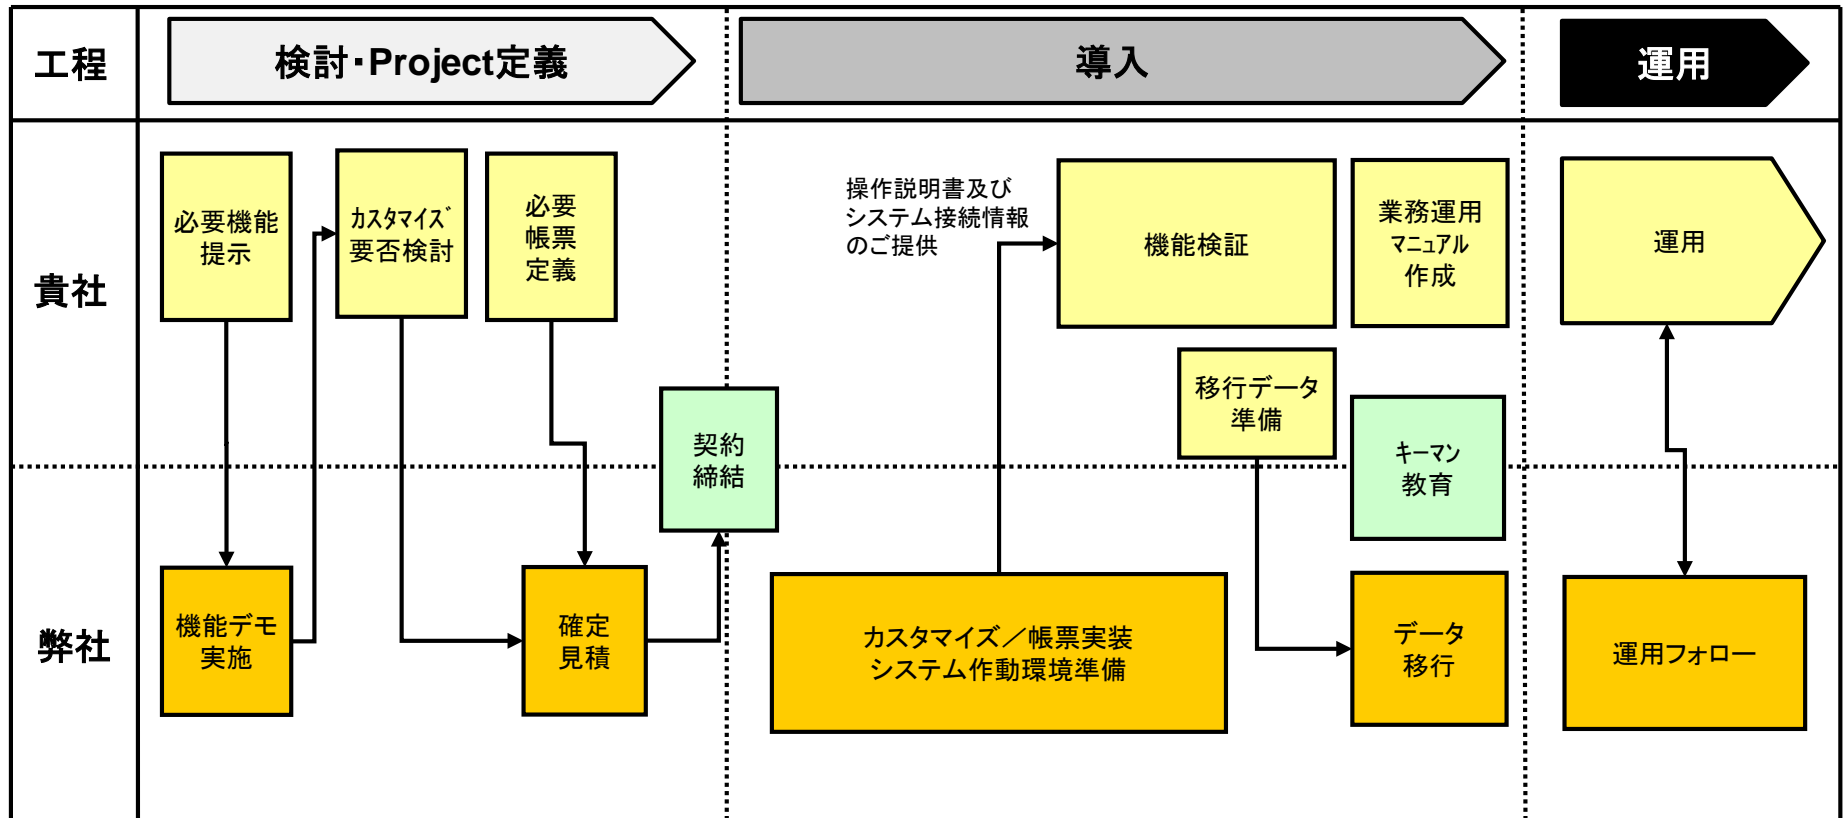 工程
検討・Project定義
導入
運用
貴社
必要機能
提示
ｶｽﾀﾏｲｽﾞ
要否検討
必要
帳票
定義
操作説明書及び
システム接続情報
のご提供
機能検証
業務運用
ﾏﾆｭｱﾙ
作成
運用
移行データ
準備
契約
締結
ｷｰﾏﾝ
教育
弊社
機能デモ
実施
確定
見積
カスタマイズ／帳票実装
システム作動環境準備
データ
移行
運用フォロー